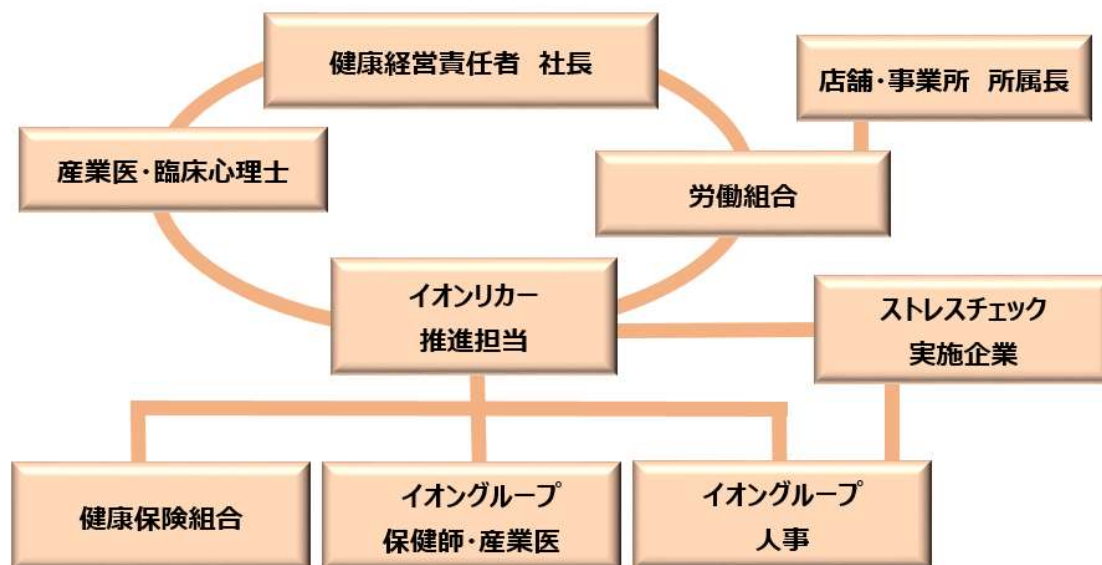 健康経営責任者 社長
店舗・事業所 所属長
産業医・臨床心理士
労働組合
イオンリカー
推進担当
ストレスチェック
実施企業
健康保険組合
イオングループ
保健師・産業医
イオングループ
人事